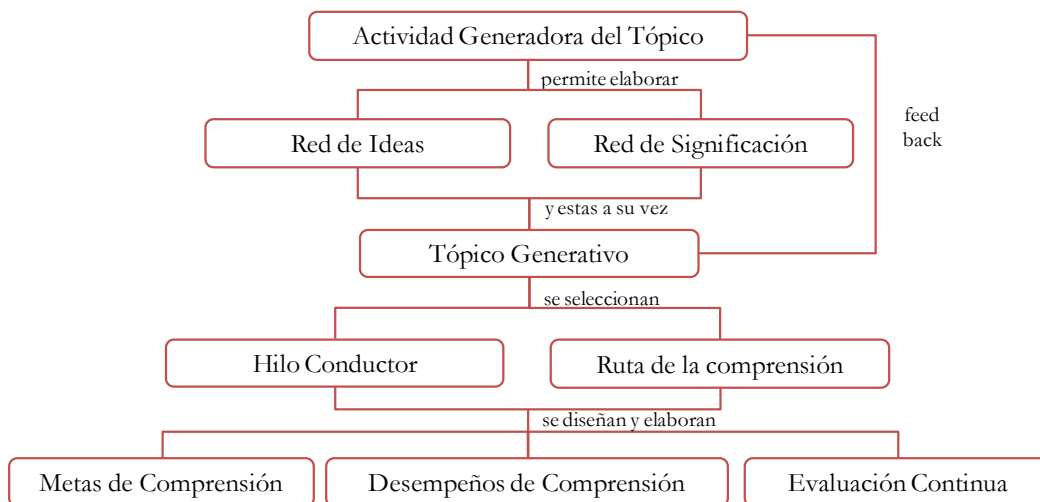 Actividad Generadora del Tópico
permite elaborar
feed
back
Red de Ideas
Red de Significación
y estas a su vez
Tópico Generativo
se seleccionan
Hilo Conductor
Ruta de la comprensión
se diseñan y elaboran
Metas de Comprensión
Desempeños de Comprensión
Evaluación Continua